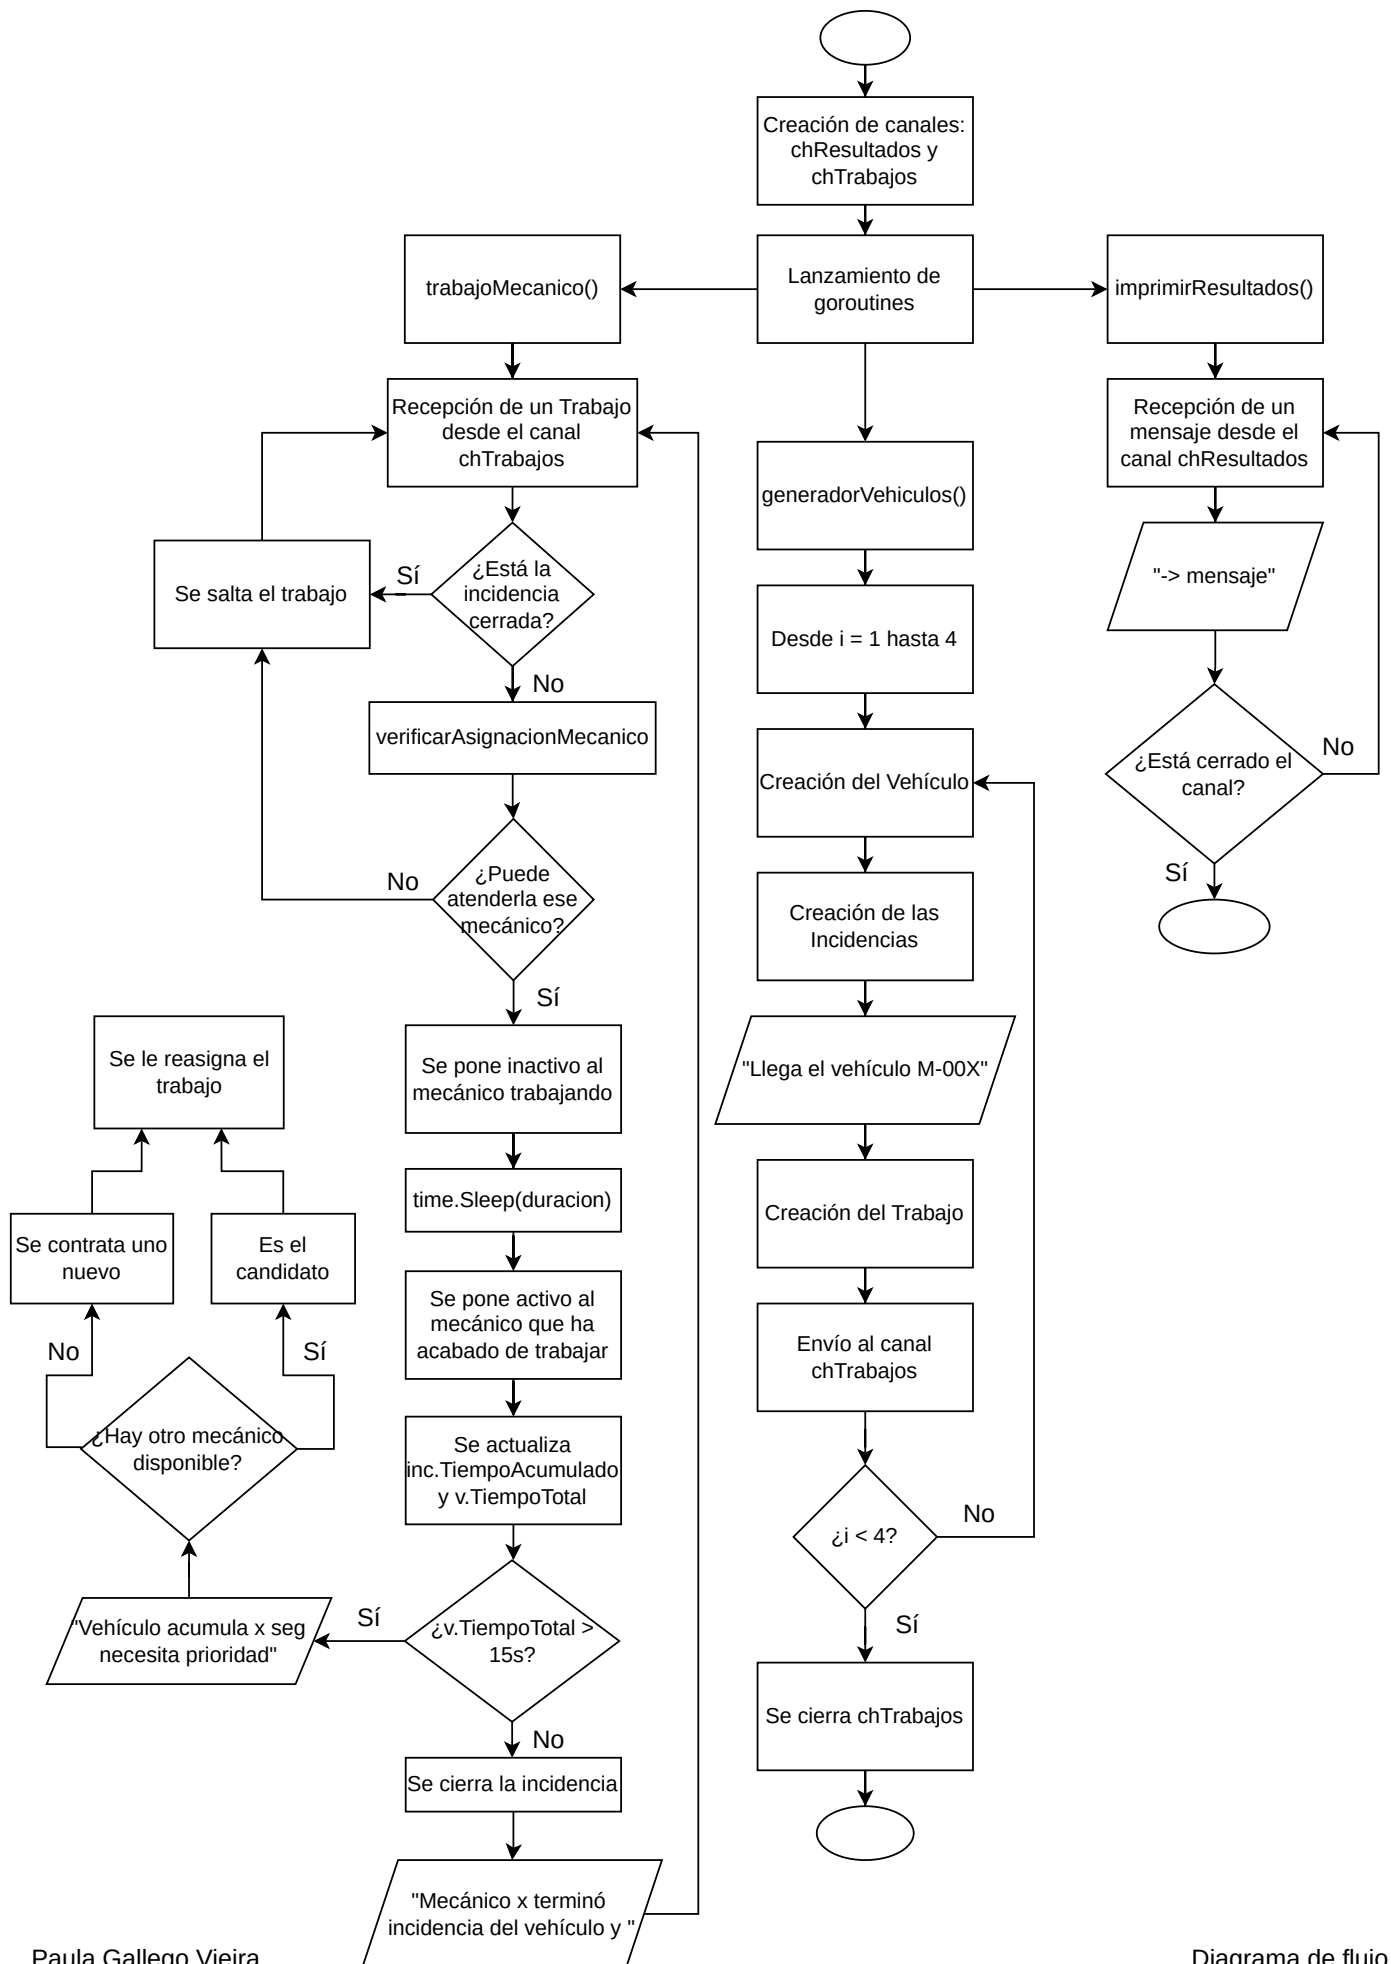 Creación de canales:
chResultados y
chTrabajos
trabajoMecanico()
Lanzamiento de
goroutines
imprimirResultados()
Recepción de un Trabajo
desde el canal
chTrabajos
¿Está la
incidencia
cerrada?
Sí
Se salta el trabajo
No
verificarAsignacionMecanico
¿Puede
atenderla ese
mecánico?
No
Sí
Se pone inactivo al
mecánico trabajando
time.Sleep(duracion)
Se pone activo al
mecánico que ha
acabado de trabajar
Se actualiza
inc.TiempoAcumulado
y v.TiempoTotal
¿v.TiempoTotal >
15s?
Sí
"Vehículo acumula x seg
necesita prioridad"
¿Hay otro mecánico
disponible?
No
Sí
Se contrata uno
nuevo
Es el
candidato
Se le reasigna el
trabajo
No
Se cierra la incidencia
"Mecánico x terminó
incidencia del vehículo y "
generadorVehiculos()
Desde i = 1 hasta 4
Creación del Vehículo
Creación de las
Incidencias
"Llega el vehículo M-00X"
Creación del Trabajo
Envío al canal
chTrabajos
¿i < 4?
No
Sí
Se cierra chTrabajos
Recepción de un
mensaje desde el
canal chResultados
"-> mensaje"
¿Está cerrado el
canal?
No
Sí
Paula Gallego Vieira
Diagrama de flujo